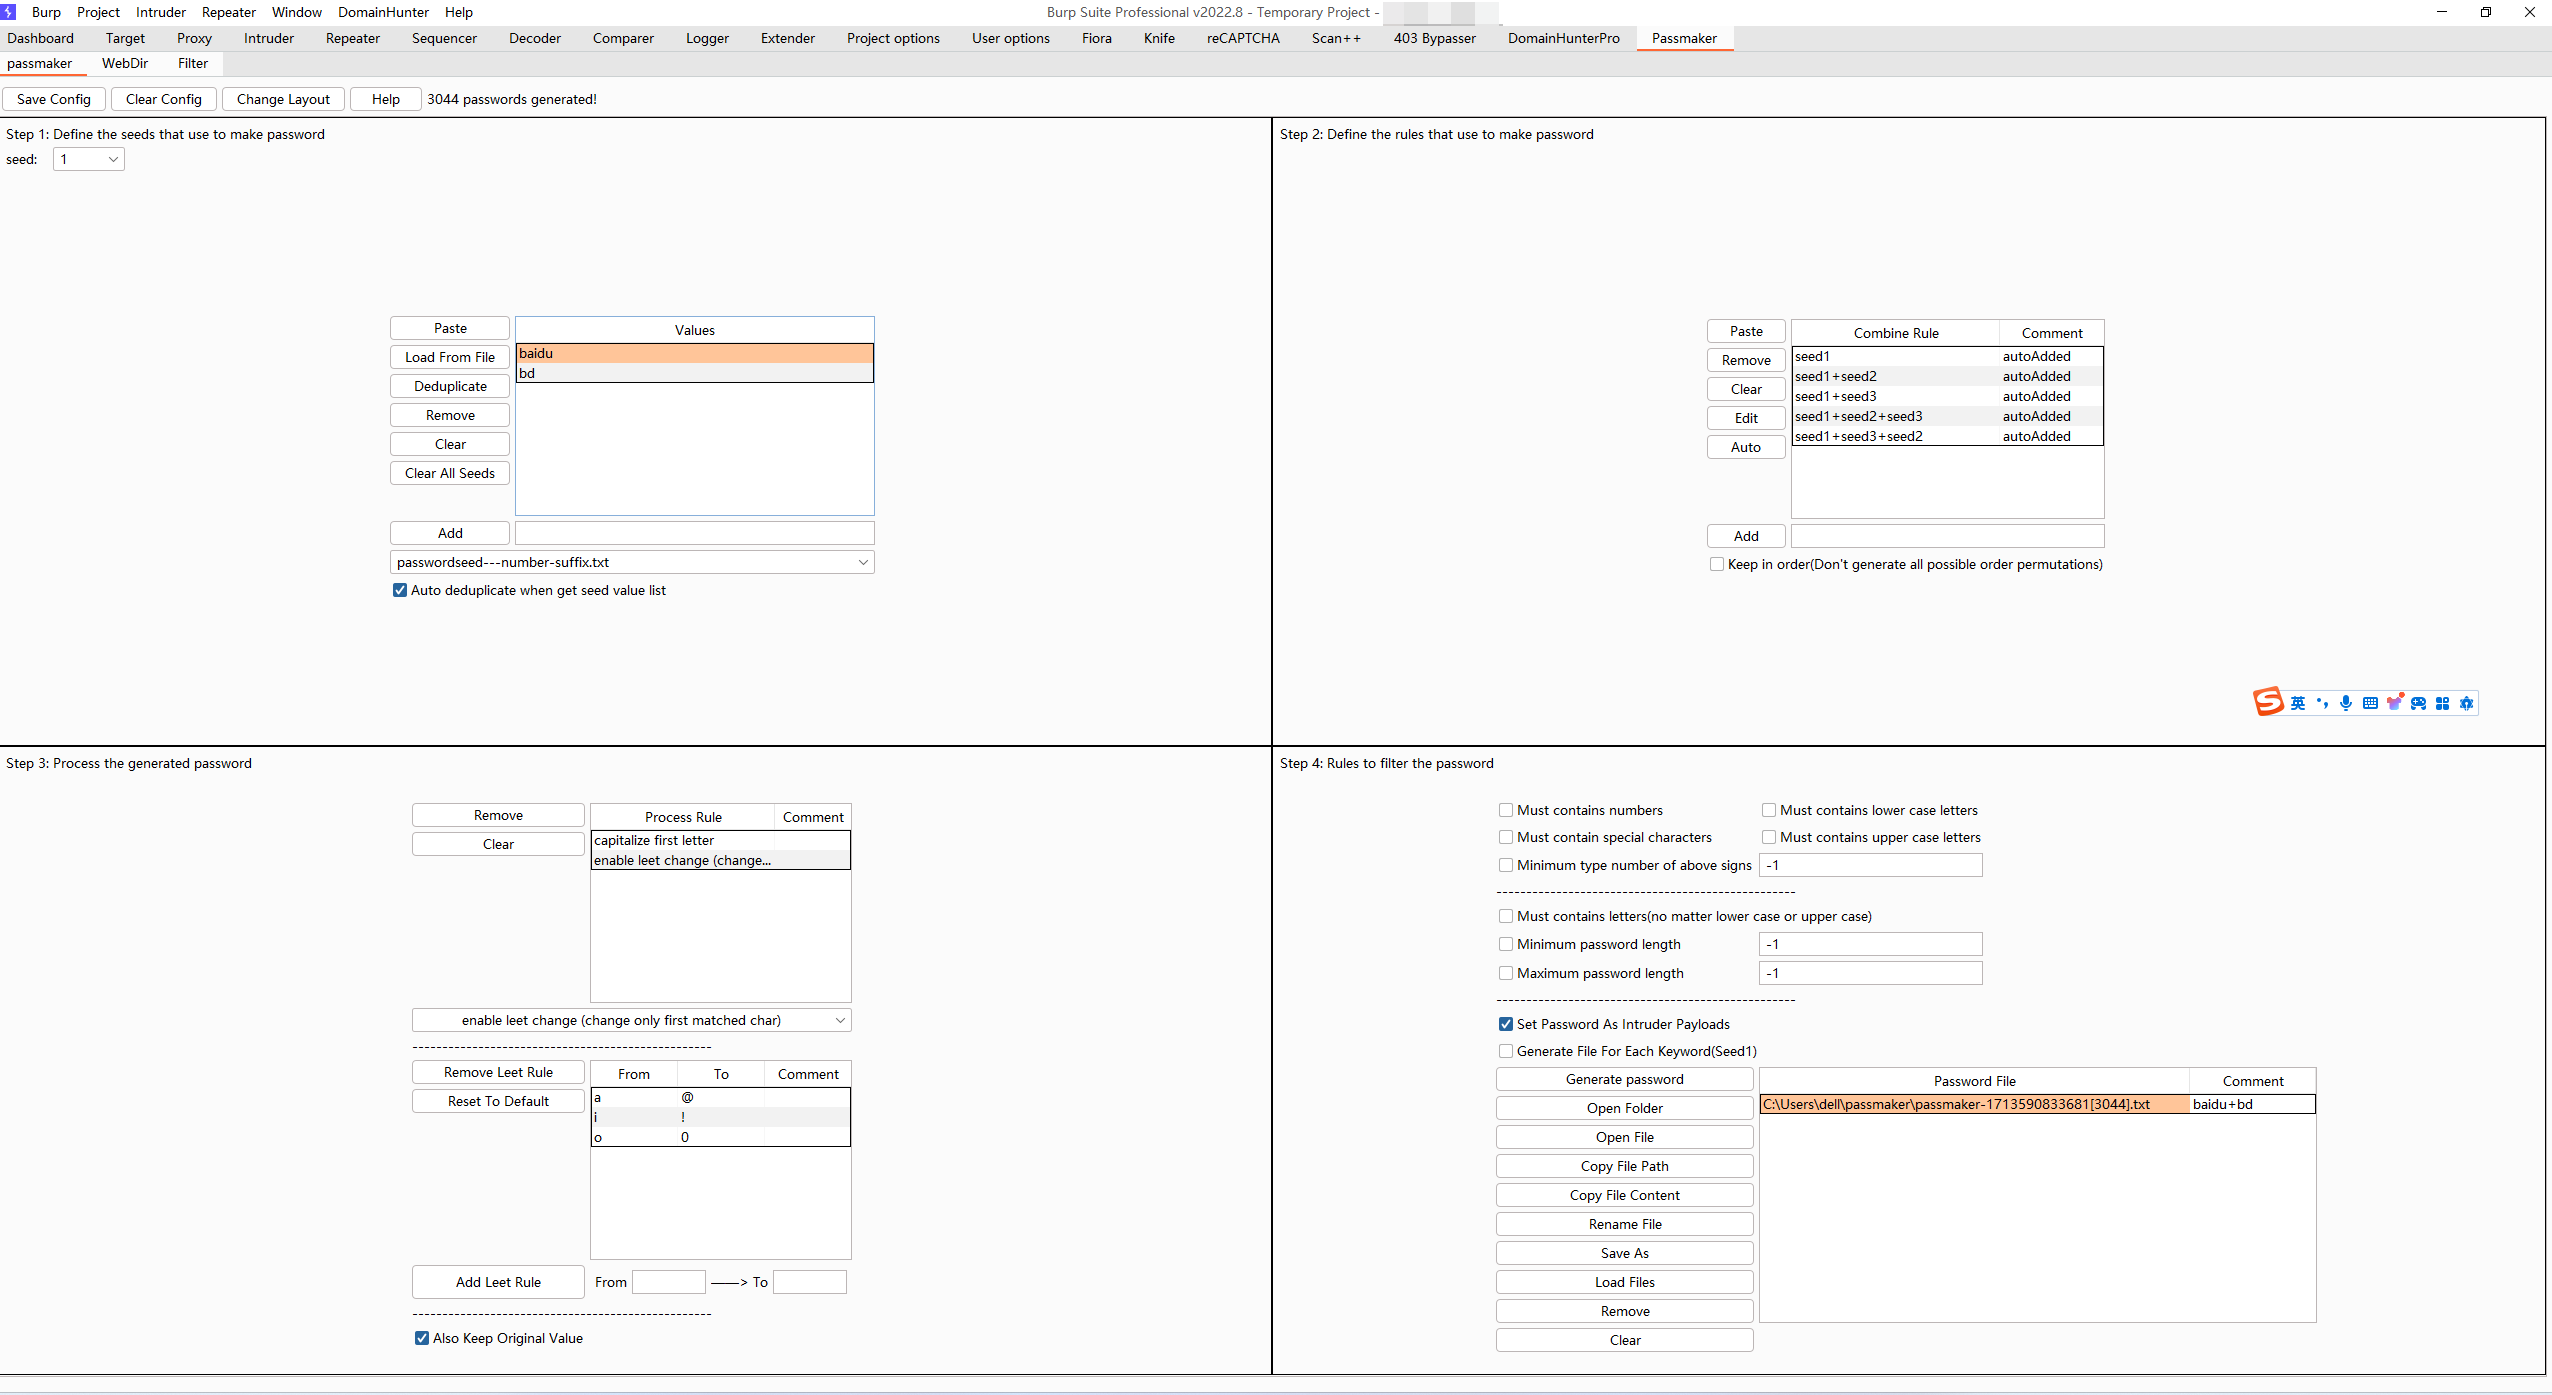 Burp Project Intruder Repeater Window DomainHunter Help
Burp Suite Professional v2022.8 - Temporary Project -
Dashboard Target Proxy Intruder Repeater Sequencer Decoder Comparer Logger Extender Project options User options Fiora Knife reCAPTCHA Scan++ 403 Bypasser DomainHunterPro Passmaker
passmaker WebDir Filter
Save Config Clear Config Change Layout Help 3044 passwords generated!
Step 1: Define the seeds that use to make password
seed: 1
Paste
Load From File
Deduplicate
Remove
Clear
Clear All Seeds
Values
baidu
bd
Add
passwordseed---number-suffix.txt
Auto deduplicate when get seed value list
Step 2: Define the rules that use to make password
Paste
Remove
Clear
Edit
Auto
Combine Rule Comment
seed1 autoAdded
seed1+seed2 autoAdded
seed1+seed3 autoAdded
seed1+seed2+seed3 autoAdded
seed1+seed3+seed2 autoAdded
Add
Keep in order(Don't generate all possible order permutations)
S 英
Step 3: Process the generated password
Remove
Clear
Process Rule Comment
capitalize first letter
enable leet change (change...
enable leet change (change only first matched char)
--------------------------------------------------
Remove Leet Rule
Reset To Default
From To Comment
a @
i !
o 0
Add Leet Rule From ——> To
--------------------------------------------------
Also Keep Original Value
Step 4: Rules to filter the password
Must contains numbers Must contains lower case letters
Must contain special characters Must contains upper case letters
Minimum type number of above signs -1
--------------------------------------------------
Must contains letters(no matter lower case or upper case)
Minimum password length -1
Maximum password length -1
--------------------------------------------------
Set Password As Intruder Payloads
Generate File For Each Keyword(Seed1)
Generate password
Open Folder
Open File
Copy File Path
Copy File Content
Rename File
Save As
Load Files
Remove
Clear
Password File Comment
C:\Users\dell\passmaker\passmaker-1713590833681[3044].txt baidu+bd